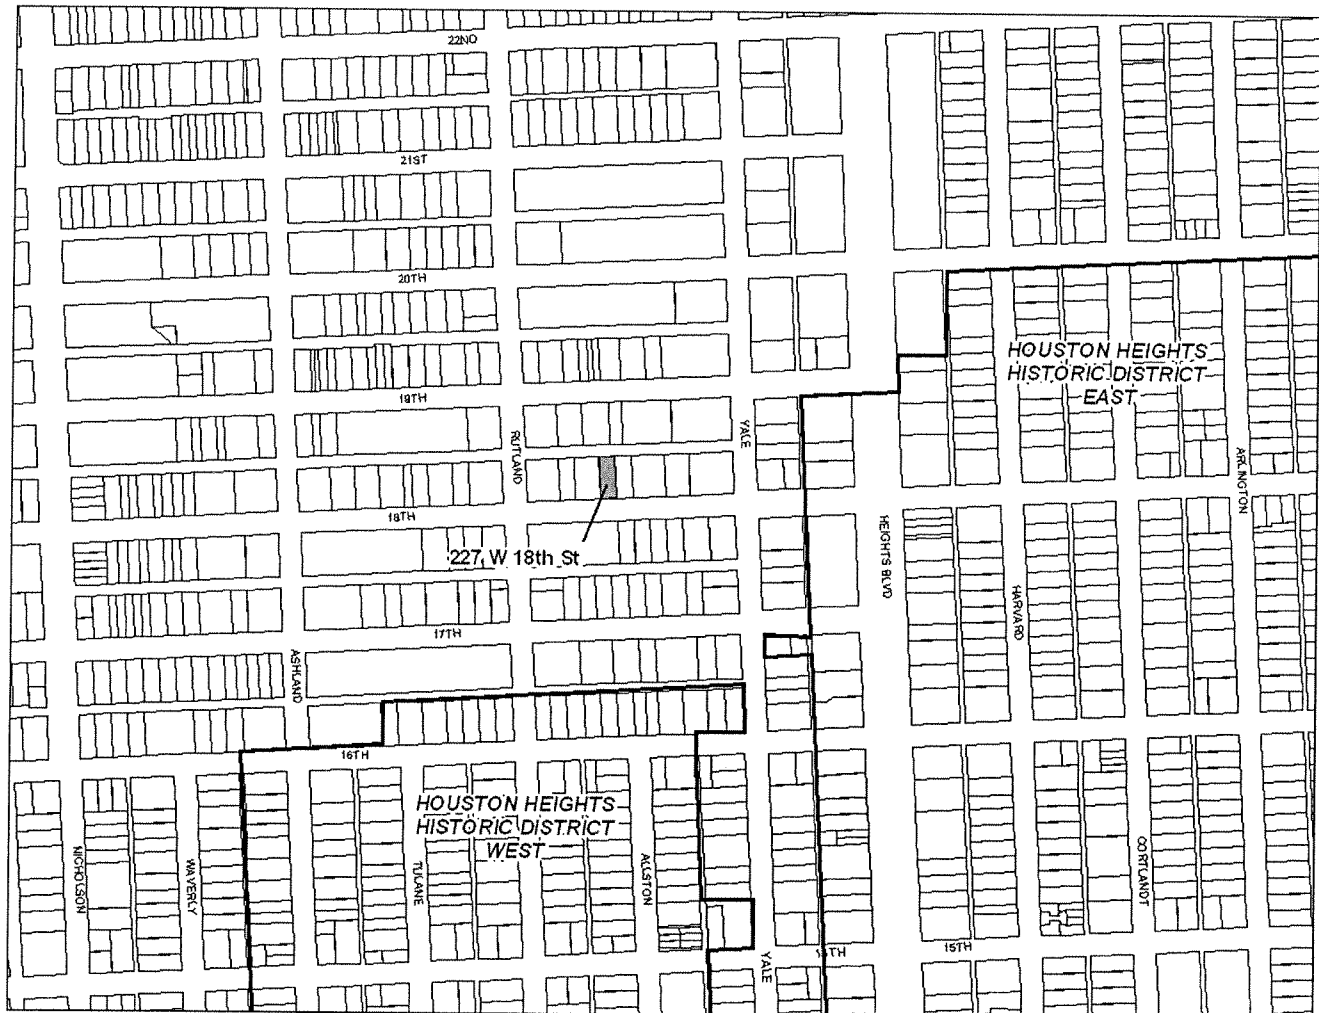 22ND
21ST
20TH
HOUSTON HEIGHTS
HISTORIC DISTRICT
EAST
19TH
RUTLAND
YALE
ARLINGTON
18TH
HEIGHTS BLVD
227 W 18th St
HARVARD
17TH
ASHLAND
16TH
HOUSTON HEIGHTS
HISTORIC DISTRICT
WEST
NICHOLSON
WAVERLY
TULANE
ALLSTON
CORTLANDT
YALE
15TH